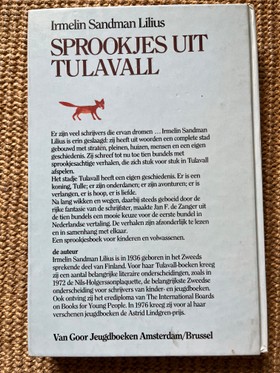 Irmelin Sandman Lilius
SPROOKJES UIT
TULAVALL
Er zijn veel schrijvers die ervan dromen ... Irmelin Sandman
Lilius is erin geslaagd: zij heeft uit woorden een complete stad
gebouwd met straten, pleinen, huizen, mensen en een eigen
geschiedenis. Zij schreef tot nu toe tien bundels met
sprookjesachtige verhalen, die zich stuk voor stuk in Tulavall
afspelen.
Het stadje Tulavall heeft een eigen geschiedenis. Er is een
koning, Tulle; er zijn onderdanen; er zijn avonturen; er is
verlangen, er is hoop, er is liefde.
Na lang wikken en wegen, daarbij steeds geboeid door de
rijke fantasie van de schrijfster, maakte Jan F. de Zanger uit
de tien bundels een mooie keuze voor de eerste bundel in
Nederlandse vertaling. De verhalen zijn afzonderlijk te lezen
en in samenhang met elkaar.
Een sprookjesboek voor kinderen en volwassenen.
de auteur
Irmelin Sandman Lilius is in 1936 geboren in het Zweeds
sprekende deel van Finland. Voor haar Tulavall-boeken kreeg
zij een aantal belangrijke literaire onderscheidingen, zoals in
1972 de Nils-Holgerssonplaquette, de belangrijkste Zweedse
onderscheiding voor schrijvers van kinder- en jeugdboeken.
Ook ontving zij het erediploma van The International Boards
on Books for Young People. In 1976 kreeg zij voor al haar
verschenen jeugdboeken de Astrid Lindgren-prijs.
Van Goor Jeugdboeken Amsterdam/Brussel